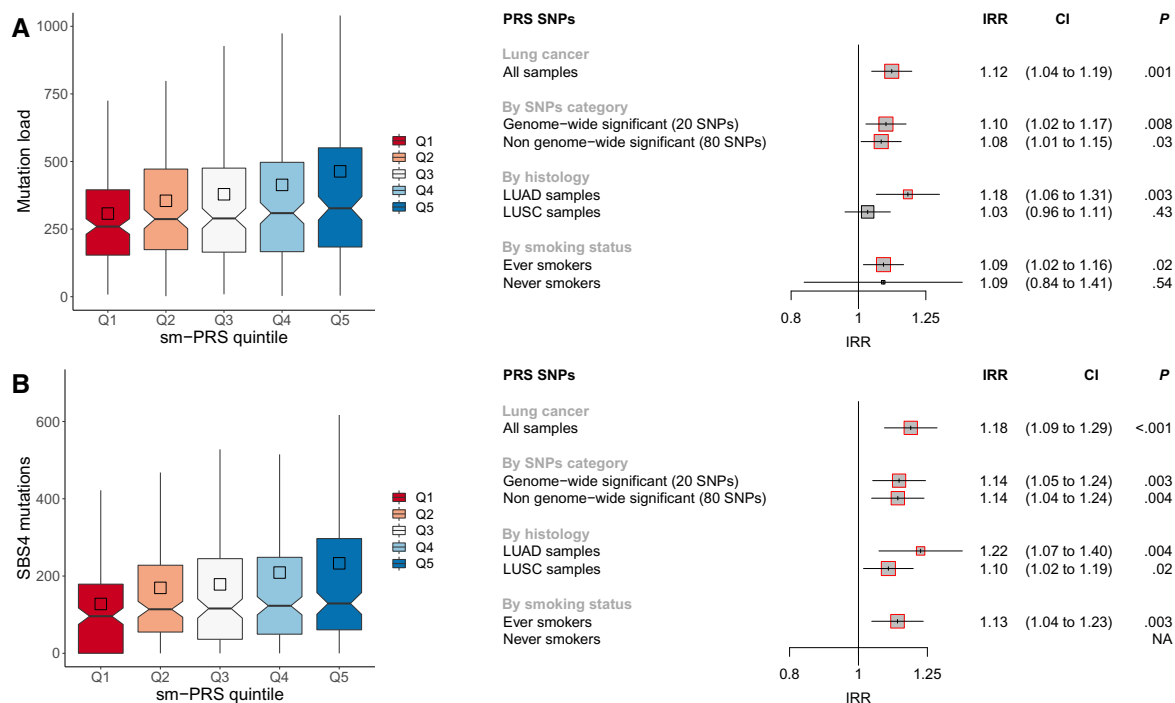 A
Mutation load
1000
750
500
250
0
Q1 Q2 Q3 Q4 Q5
sm−PRS quintile
Q1
Q2
Q3
Q4
Q5
PRS SNPs IRR CI P
Lung cancer
All samples 1.12 (1.04 to 1.19) .001
By SNPs category
Genome−wide significant (20 SNPs) 1.10 (1.02 to 1.17) .008
Non genome−wide significant (80 SNPs) 1.08 (1.01 to 1.15) .03
By histology
LUAD samples 1.18 (1.06 to 1.31) .003
LUSC samples 1.03 (0.96 to 1.11) .43
By smoking status
Ever smokers 1.09 (1.02 to 1.16) .02
Never smokers 1.09 (0.84 to 1.41) .54
0.8 1 1.25
IRR
B
SBS4 mutations
600
400
200
0
Q1 Q2 Q3 Q4 Q5
sm−PRS quintile
Q1
Q2
Q3
Q4
Q5
PRS SNPs IRR CI P
Lung cancer
All samples 1.18 (1.09 to 1.29) <.001
By SNPs category
Genome−wide significant (20 SNPs) 1.14 (1.05 to 1.24) .003
Non genome−wide significant (80 SNPs) 1.14 (1.04 to 1.24) .004
By histology
LUAD samples 1.22 (1.07 to 1.40) .004
LUSC samples 1.10 (1.02 to 1.19) .02
By smoking status
Ever smokers 1.13 (1.04 to 1.23) .003
Never smokers NA
0.8 1 1.25
IRR